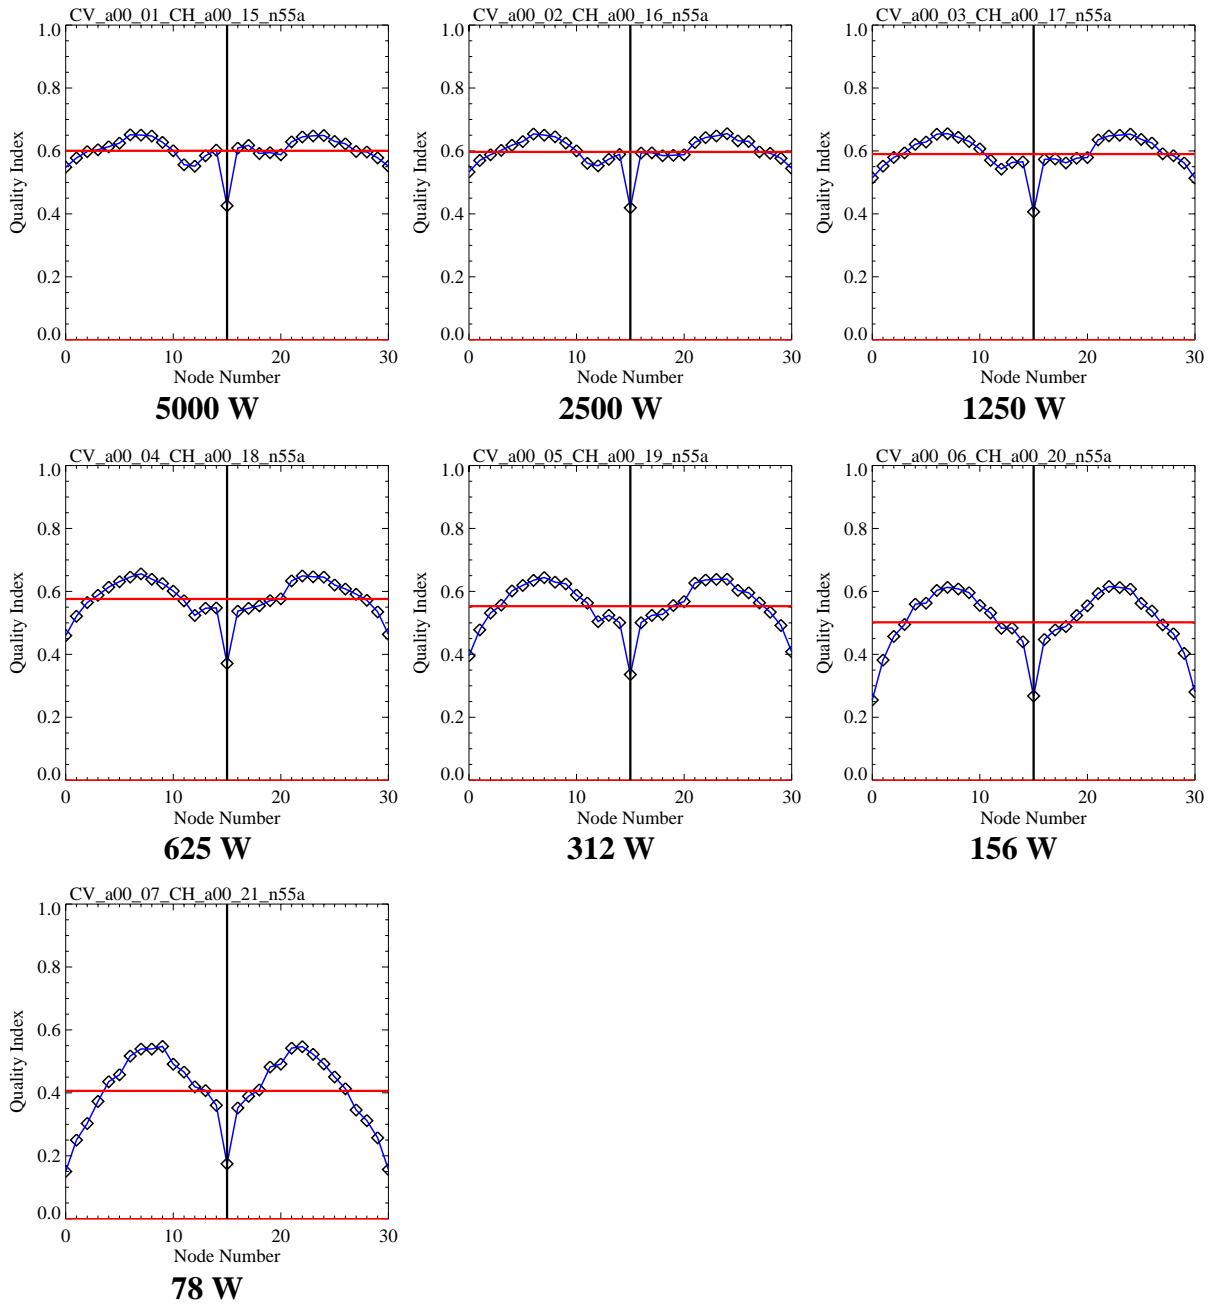 CV_a00_01_CH_a00_15_n55a
1.0
0.8
0.6
0.4
0.2
0.0
Quality Index
0 10 20 30
Node Number
5000 W
CV_a00_02_CH_a00_16_n55a
1.0
0.8
0.6
0.4
0.2
0.0
Quality Index
0 10 20 30
Node Number
2500 W
CV_a00_03_CH_a00_17_n55a
1.0
0.8
0.6
0.4
0.2
0.0
Quality Index
0 10 20 30
Node Number
1250 W
CV_a00_04_CH_a00_18_n55a
1.0
0.8
0.6
0.4
0.2
0.0
Quality Index
0 10 20 30
Node Number
625 W
CV_a00_05_CH_a00_19_n55a
1.0
0.8
0.6
0.4
0.2
0.0
Quality Index
0 10 20 30
Node Number
312 W
CV_a00_06_CH_a00_20_n55a
1.0
0.8
0.6
0.4
0.2
0.0
Quality Index
0 10 20 30
Node Number
156 W
CV_a00_07_CH_a00_21_n55a
1.0
0.8
0.6
0.4
0.2
0.0
Quality Index
0 10 20 30
Node Number
78 W